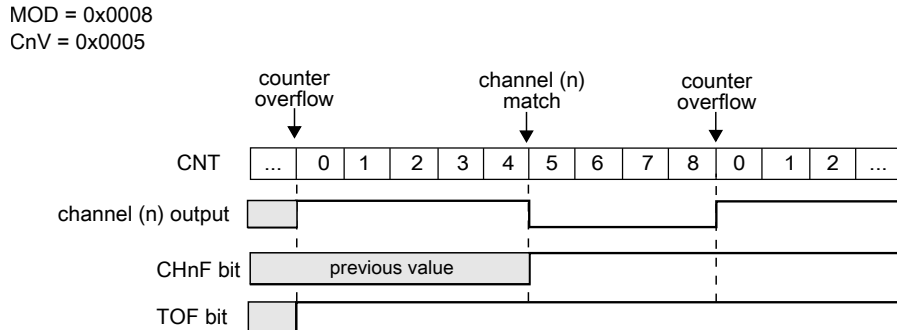 MOD = 0x0008
CnV = 0x0005
counter overflow
channel (n) match
counter overflow
CNT ... 0 1 2 3 4 5 6 7 8 0 1 2 ...
channel (n) output
CHnF bit previous value
TOF bit